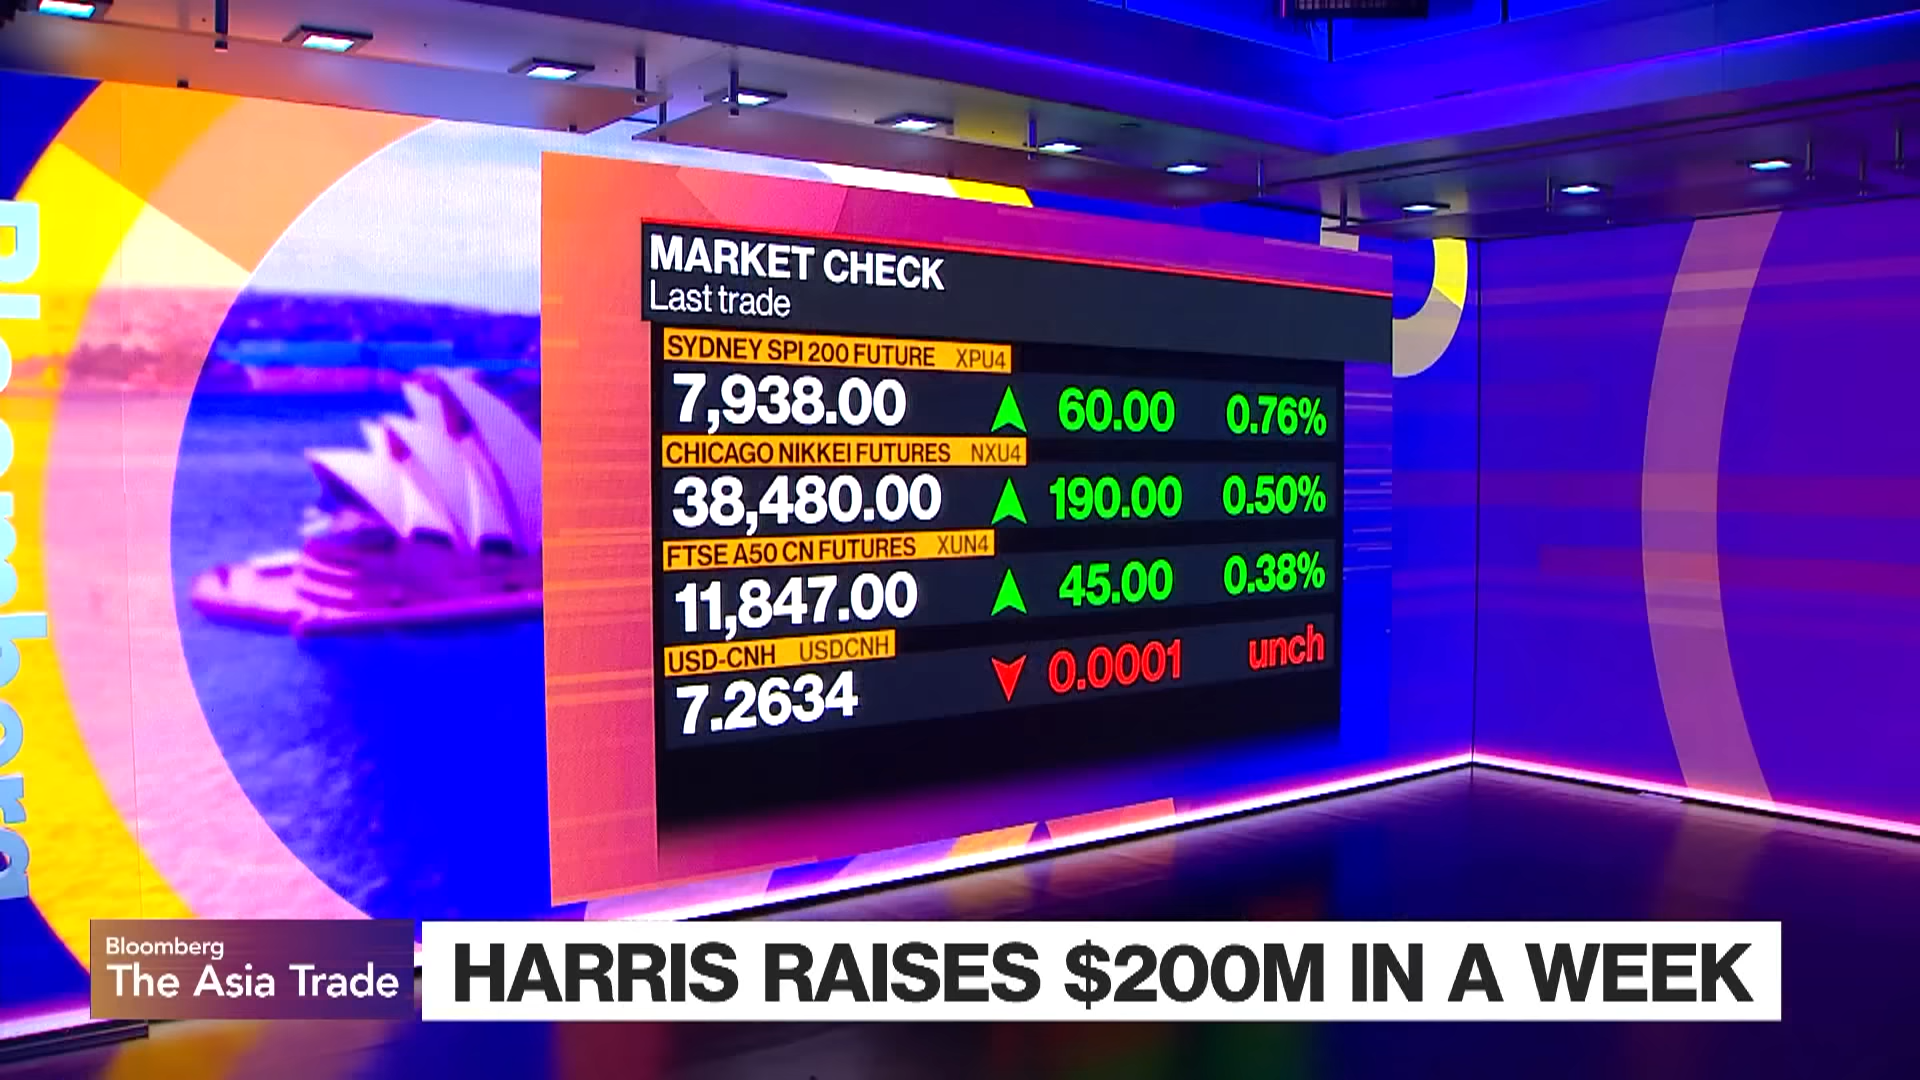 Bloomberg
MARKET CHECK
Last trade
SYDNEY SPI 200 FUTURE XPU4
7,938.00 60.00 0.76%
CHICAGO NIKKEI FUTURES NXU4
38,480.00 190.00 0.50%
FTSE A50 CN FUTURES XUN4
11,847.00 45.00 0.38%
USD-CNH USDCNH
7.2634 0.0001 unch
Bloomberg
The Asia Trade
HARRIS RAISES $200M IN A WEEK